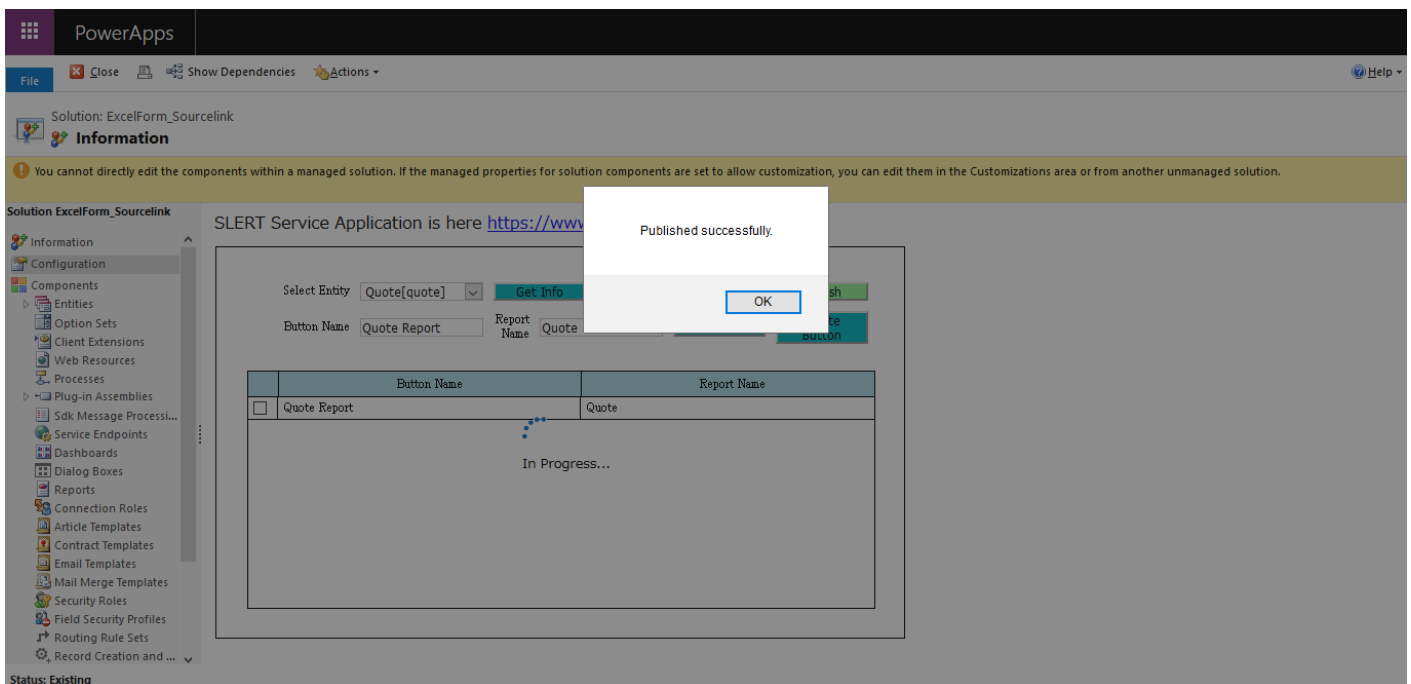 PowerApps
File
Close
Show Dependencies
Actions
Help
Solution: ExcelForm_Sourcelink
Information
You cannot directly edit the components within a managed solution. If the managed properties for solution components are set to allow customization, you can edit them in the Customizations area or from another unmanaged solution.
Solution ExcelForm_Sourcelink
Information
Configuration
Components
Entities
Option Sets
Client Extensions
Web Resources
Processes
Plug-in Assemblies
Sdk Message Processi...
Service Endpoints
Dashboards
Dialog Boxes
Reports
Connection Roles
Article Templates
Contract Templates
Email Templates
Mail Merge Templates
Security Roles
Field Security Profiles
Routing Rule Sets
Record Creation and ...
Status: Existing
SLERT Service Application is here https://www
Select Entity Quote[quote] Get Info
Button Name Quote Report Report Name Quote
Button
Button Name Report Name
Quote Report Quote
In Progress...
Published successfully.
OK